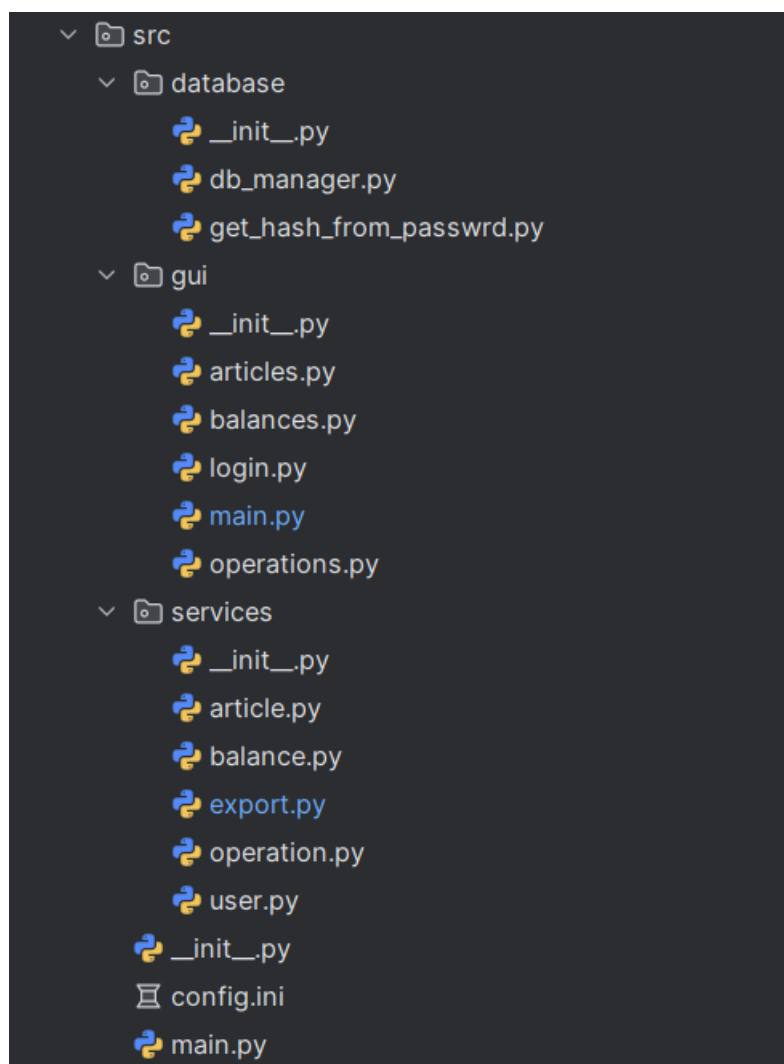 src
database
__init__.py
db_manager.py
get_hash_from_passwrd.py
gui
__init__.py
articles.py
balances.py
login.py
main.py
operations.py
services
__init__.py
article.py
balance.py
export.py
operation.py
user.py
__init__.py
config.ini
main.py